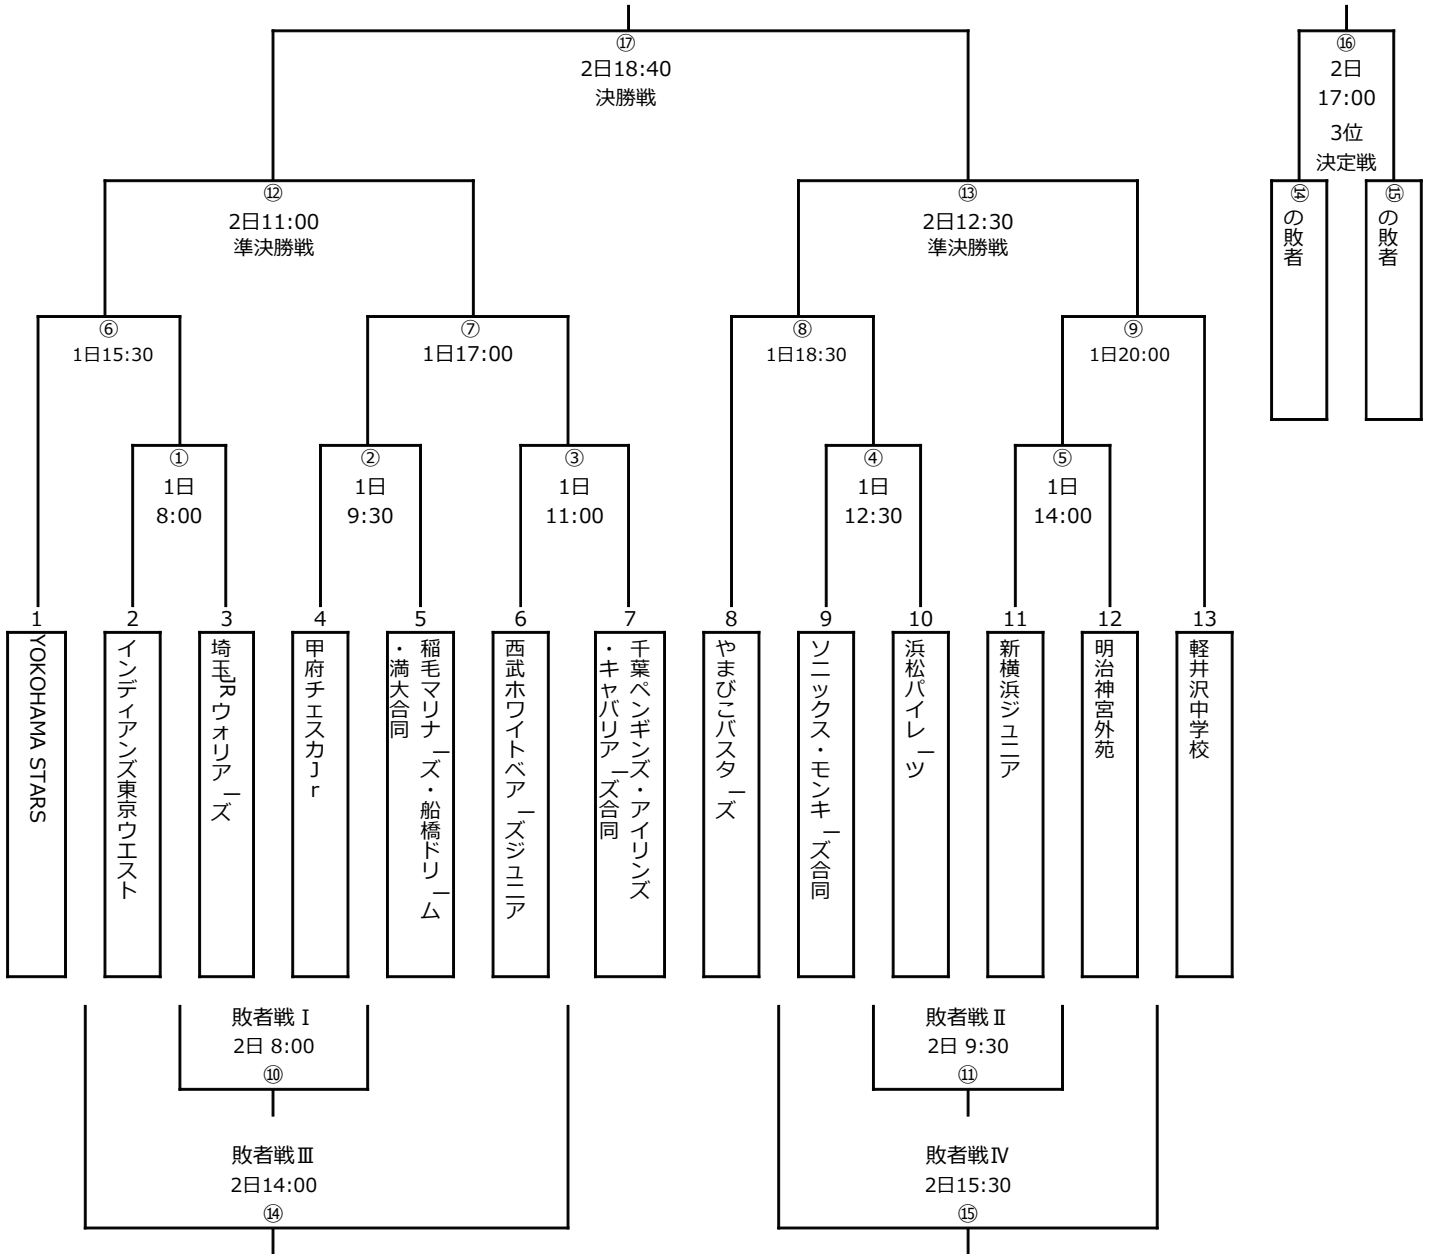 ⑰
2日18:40
決勝戦
⑯
2日
17:00
3位
決定戦
⑭の敗者
⑮の敗者
⑫
2日11:00
準決勝戦
⑬
2日12:30
準決勝戦
⑥
1日15:30
⑦
1日17:00
⑧
1日18:30
⑨
1日20:00
①
1日
8:00
②
1日
9:30
③
1日
11:00
④
1日
12:30
⑤
1日
14:00
1
YOKOHAMA STARS
2
インディアンズ東京ウエスト
3
埼玉JRウォリアーズ
4
甲府チェスカJr
5
稲毛マリナーズ・船橋ドリーム
・満大合同
6
西武ホワイトベアーズジュニア
7
千葉ペンギンズ・アイリンズ
・キャバリアーズ合同
8
やまびこバスターズ
9
ソニックス・モンキーズ合同
10
浜松パイレーツ
11
新横浜ジュニア
12
明治神宮外苑
13
軽井沢中学校
敗者戦Ⅰ
2日 8:00
⑩
敗者戦Ⅱ
2日 9:30
⑪
敗者戦Ⅲ
2日14:00
⑭
敗者戦Ⅳ
2日15:30
⑮